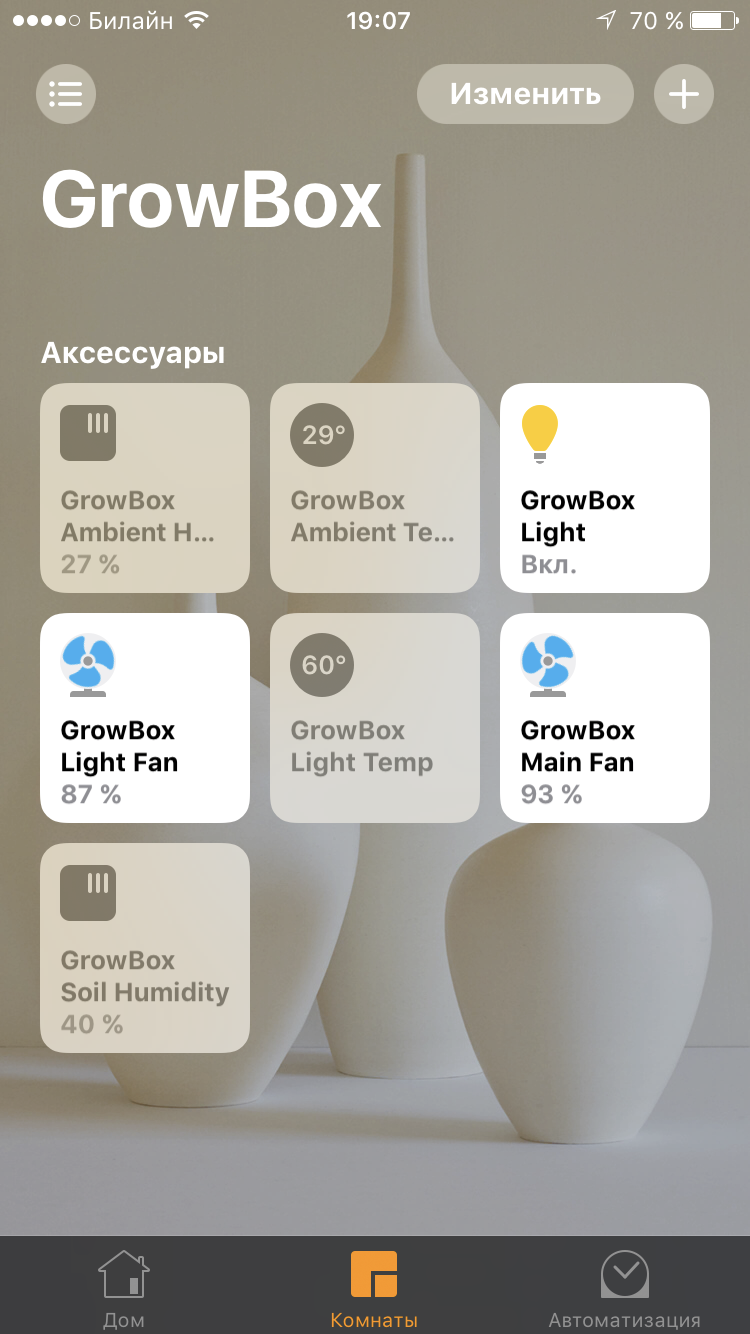 Билайн 19:07 70 %
Изменить
GrowBox
Аксессуары
GrowBox
Ambient H...
27 %
29°
GrowBox
Ambient Te...
GrowBox
Light
Вкл.
GrowBox
Light Fan
87 %
60°
GrowBox
Light Temp
GrowBox
Main Fan
93 %
GrowBox
Soil Humidity
40 %
Дом Комнаты Автоматизация